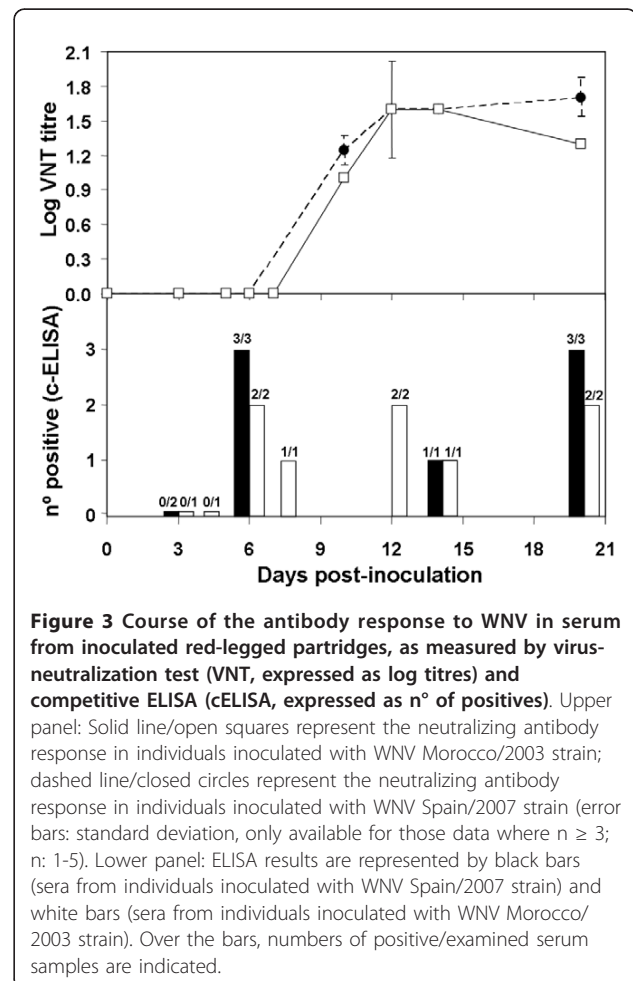 2.1
1.8
1.5
1.2
0.9
0.6
0.3
0.0
Log VNT titre
3
2
1
0
nº positive (c-ELISA)
0/2 0/1 0/1
3/3
2/2
1/1
2/2
1/1 1/1
3/3
2/2
0 3 6 9 12 15 18 21
Days post-inoculation
Figure 3 Course of the antibody response to WNV in serum
from inoculated red-legged partridges, as measured by virus-
neutralization test (VNT, expressed as log titres) and
competitive ELISA (cELISA, expressed as n° of positives). Upper
panel: Solid line/open squares represent the neutralizing antibody
response in individuals inoculated with WNV Morocco/2003 strain;
dashed line/closed circles represent the neutralizing antibody
response in individuals inoculated with WNV Spain/2007 strain (error
bars: standard deviation, only available for those data where n ≥ 3;
n: 1-5). Lower panel: ELISA results are represented by black bars
(sera from individuals inoculated with WNV Spain/2007 strain) and
white bars (sera from individuals inoculated with WNV Morocco/
2003 strain). Over the bars, numbers of positive/examined serum
samples are indicated.